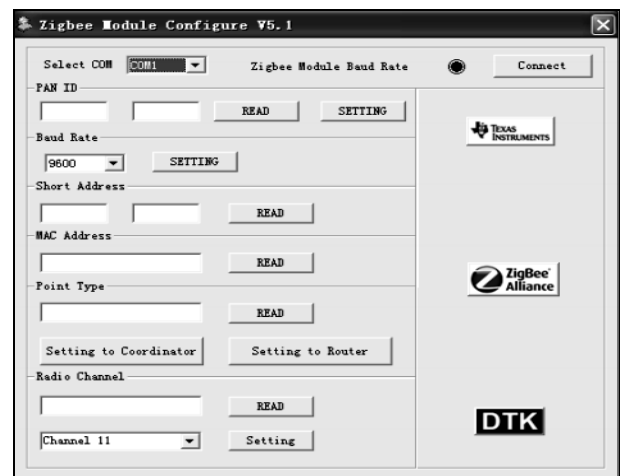 Zigbee Module Configure V5.1
Select COM COM1 Zigbee Module Baud Rate Connect
PAN ID
READ SETTING
TEXAS
INSTRUMENTS
Baud Rate
9600 SETTING
Short Address
READ
MAC Address
READ
ZigBee
Alliance
Point Type
READ
Setting to Coordinator Setting to Router
Radio Channel
READ
DTK
Channel 11 Setting